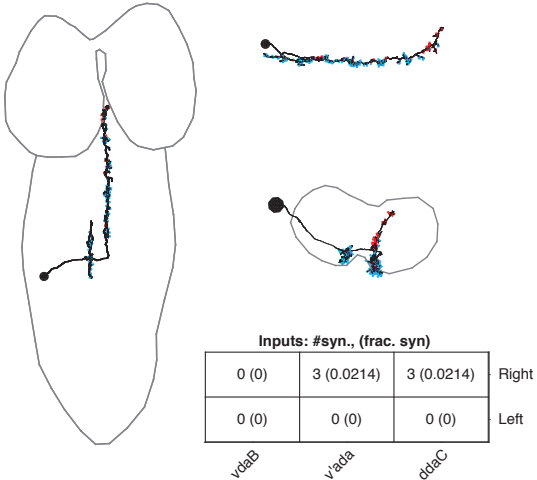 Inputs: #syn., (frac. syn)
0 (0) 3 (0.0214) 3 (0.0214) Right
0 (0) 0 (0) 0 (0) Left
vdaB v'ada ddaC